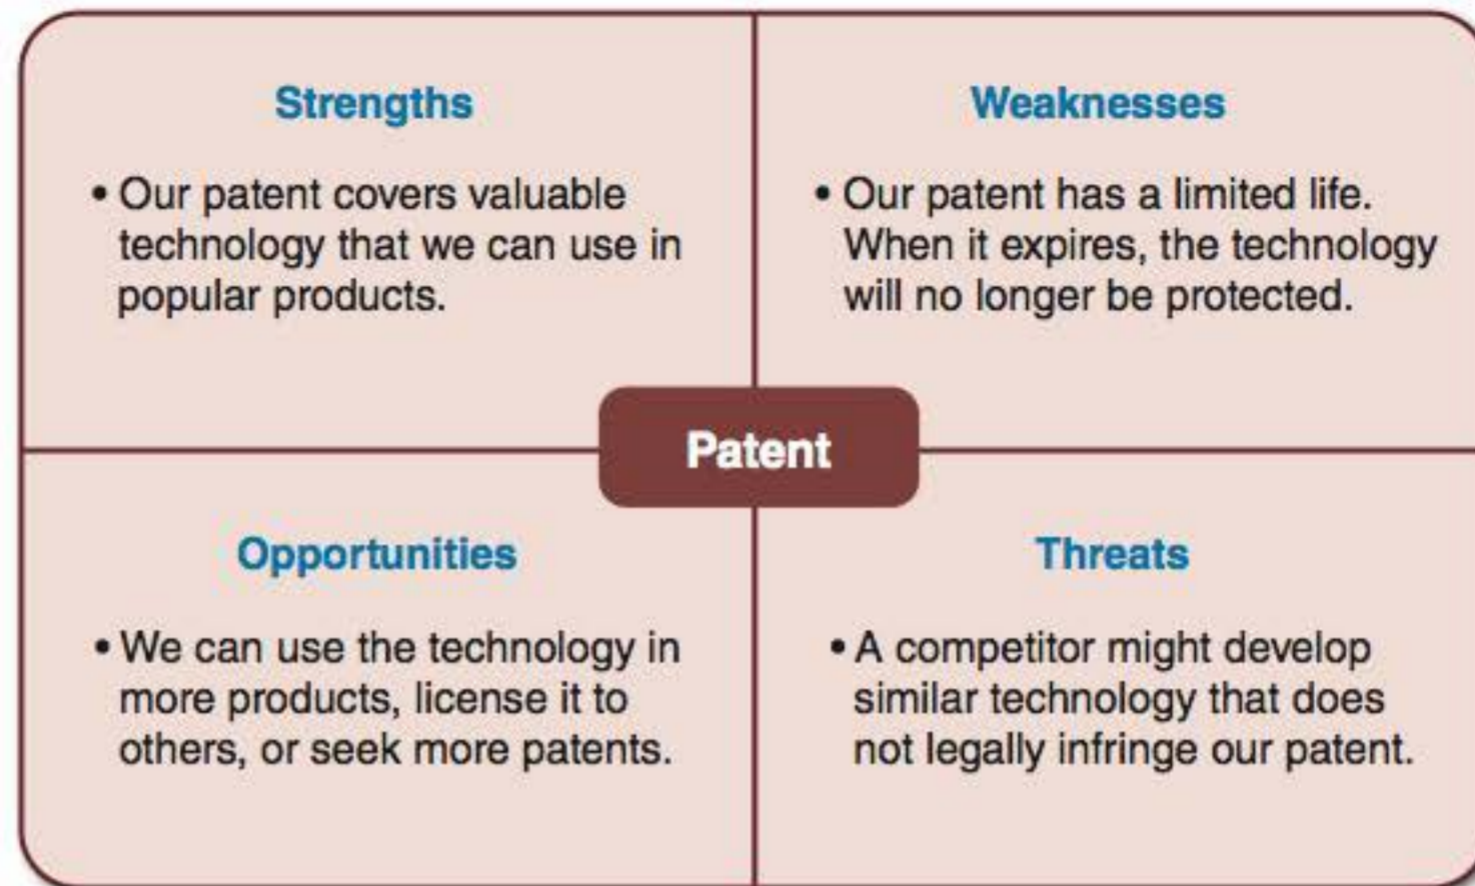 Strengths
• Our patent covers valuable
technology that we can use in
popular products.
Weaknesses
• Our patent has a limited life.
When it expires, the technology
will no longer be protected.
Patent
Opportunities
• We can use the technology in
more products, license it to
others, or seek more patents.
Threats
• A competitor might develop
similar technology that does
not legally infringe our patent.